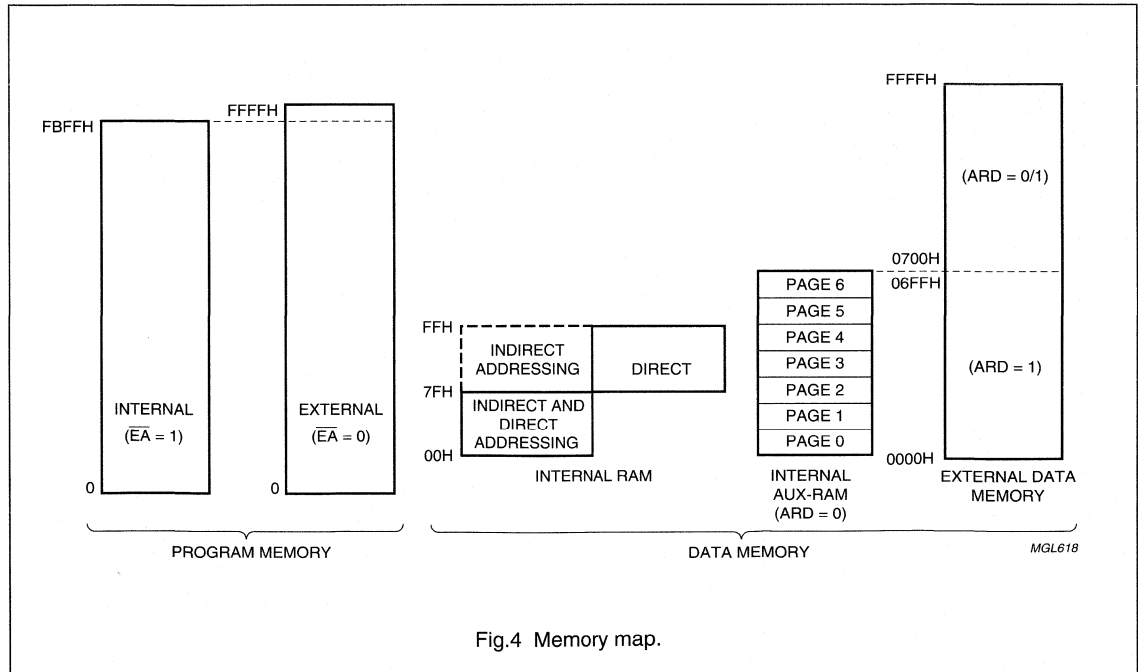 FFFFH
FFFFH
FBFFH
(ARD = 0/1)
0700H
06FFH
PAGE 6
PAGE 5
PAGE 4
PAGE 3
PAGE 2
PAGE 1
PAGE 0
FFH
INDIRECT
ADDRESSING
DIRECT
7FH
(ARD = 1)
INTERNAL
(E̅A̅ = 1)
EXTERNAL
(E̅A̅ = 0)
INDIRECT AND
DIRECT
ADDRESSING
00H
0000H
0
0
INTERNAL RAM
INTERNAL
AUX-RAM
(ARD = 0)
EXTERNAL DATA
MEMORY
PROGRAM MEMORY
DATA MEMORY
MGL618
Fig.4 Memory map.